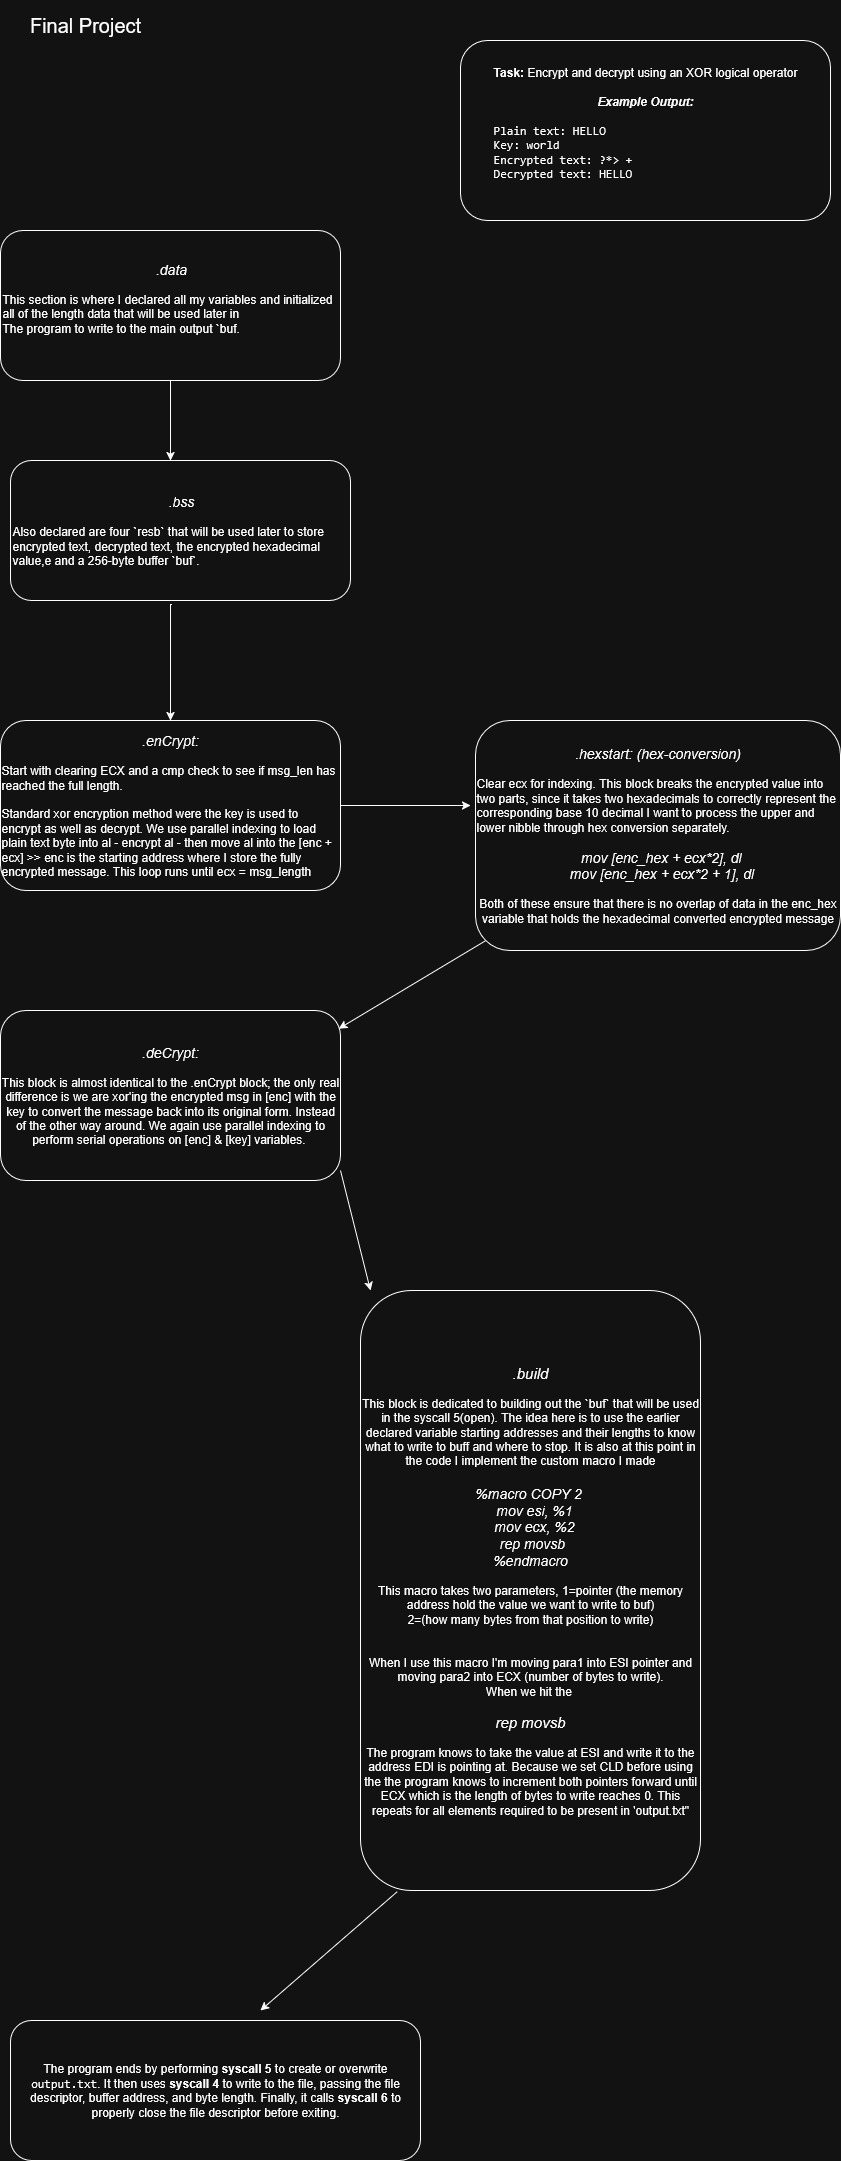 Final Project
Task: Encrypt and decrypt using an XOR logical operator
Example Output:
Plain text: HELLO
Key: world
Encrypted text: ?*> +
Decrypted text: HELLO
.data
This section is where I declared all my variables and initialized
all of the length data that will be used later in
The program to write to the main output `buf.
.bss
Also declared are four `resb` that will be used later to store
encrypted text, decrypted text, the encrypted hexadecimal
value,e and a 256-byte buffer `buf`.
.enCrypt:
Start with clearing ECX and a cmp check to see if msg_len has
reached the full length.
Standard xor encryption method were the key is used to
encrypt as well as decrypt. We use parallel indexing to load
plain text byte into al - encrypt al - then move al into the [enc +
ecx] >> enc is the starting address where I store the fully
encrypted message. This loop runs until ecx = msg_length
.hexstart: (hex-conversion)
Clear ecx for indexing. This block breaks the encrypted value into
two parts, since it takes two hexadecimals to correctly represent the
corresponding base 10 decimal I want to process the upper and
lower nibble through hex conversion separately.
mov [enc_hex + ecx*2], dl
mov [enc_hex + ecx*2 + 1], dl
Both of these ensure that there is no overlap of data in the enc_hex
variable that holds the hexadecimal converted encrypted message
.deCrypt:
This block is almost identical to the .enCrypt block; the only real
difference is we are xor'ing the encrypted msg in [enc] with the
key to convert the message back into its original form. Instead
of the other way around. We again use parallel indexing to
perform serial operations on [enc] & [key] variables.
.build
This block is dedicated to building out the `buf` that will be used
in the syscall 5(open). The idea here is to use the earlier
declared variable starting addresses and their lengths to know
what to write to buff and where to stop. It is also at this point in
the code I implement the custom macro I made
%macro COPY 2
mov esi, %1
mov ecx, %2
rep movsb
%endmacro
This macro takes two parameters, 1=pointer (the memory
address hold the value we want to write to buf)
2=(how many bytes from that position to write)
When I use this macro I'm moving para1 into ESI pointer and
moving para2 into ECX (number of bytes to write).
When we hit the
rep movsb
The program knows to take the value at ESI and write it to the
address EDI is pointing at. Because we set CLD before using
the the program knows to increment both pointers forward until
ECX which is the length of bytes to write reaches 0. This
repeats for all elements required to be present in 'output.txt"
The program ends by performing syscall 5 to create or overwrite
output.txt. It then uses syscall 4 to write to the file, passing the file
descriptor, buffer address, and byte length. Finally, it calls syscall 6 to
properly close the file descriptor before exiting.